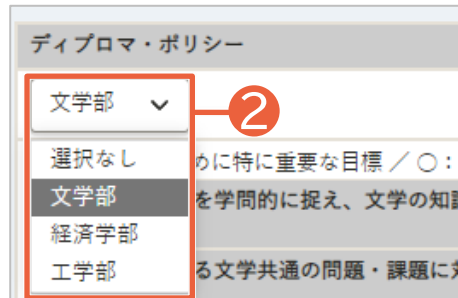 ディプロマ・ポリシー
文学部
2
選択なし
めに特に重要な目標 / ○：
文学部
を学問的に捉え、文学の知識
経済学部
工学部
る文学共通の問題・課題に対